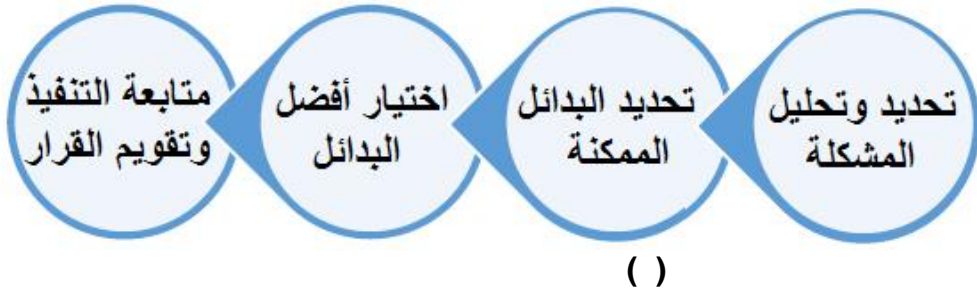 تحديد وتحليل
المشكلة
تحديد البدائل
الممكنة
اختيار أفضل
البدائل
متابعة التنفيذ
وتقويم القرار
( )